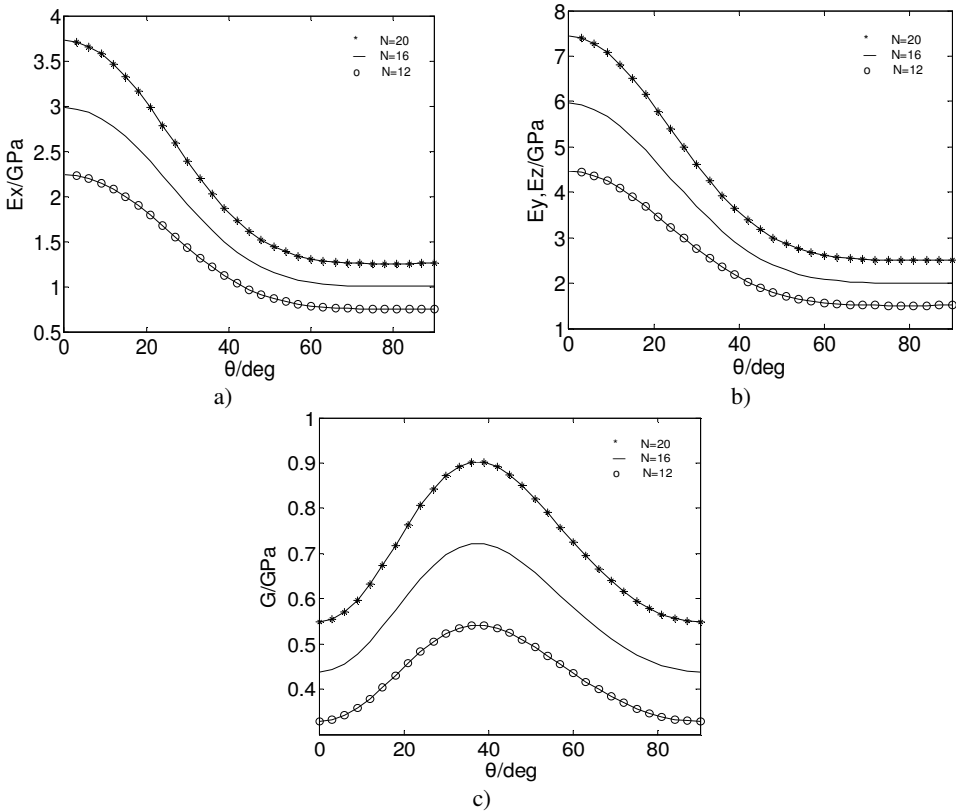 4
3.5
3
2.5
2
1.5
1
0.5
Ex/GPa
* N=20
— N=16
o N=12
0 20 40 60 80
θ/deg
a)
8
7
6
5
4
3
2
1
Ey,Ez/GPa
* N=20
— N=16
o N=12
0 20 40 60 80
θ/deg
b)
1
0.9
0.8
0.7
0.6
0.5
0.4
G/GPa
* N=20
— N=16
o N=12
0 20 40 60 80
θ/deg
c)